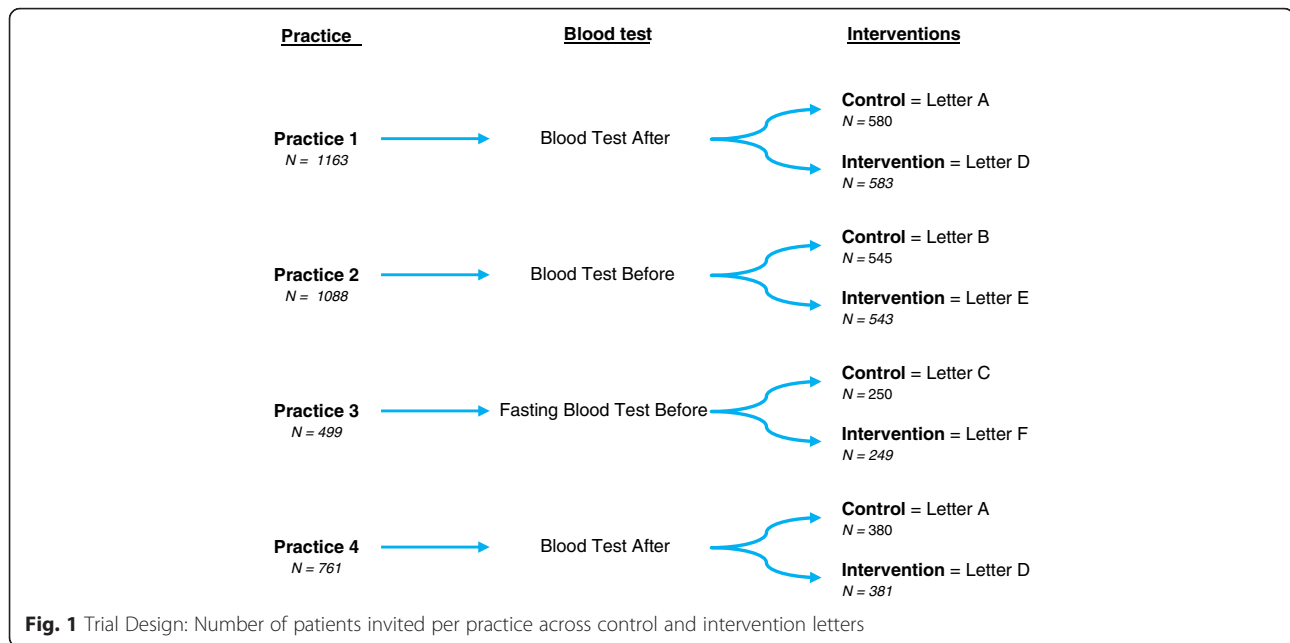 Practice Blood test Interventions
Control = Letter A
N = 580
Practice 1 Blood Test After
N = 1163
Intervention = Letter D
N = 583
Control = Letter B
N = 545
Practice 2 Blood Test Before
N = 1088
Intervention = Letter E
N = 543
Control = Letter C
N = 250
Practice 3 Fasting Blood Test Before
N = 499
Intervention = Letter F
N = 249
Control = Letter A
N = 380
Practice 4 Blood Test After
N = 761
Intervention = Letter D
N = 381
Fig. 1 Trial Design: Number of patients invited per practice across control and intervention letters